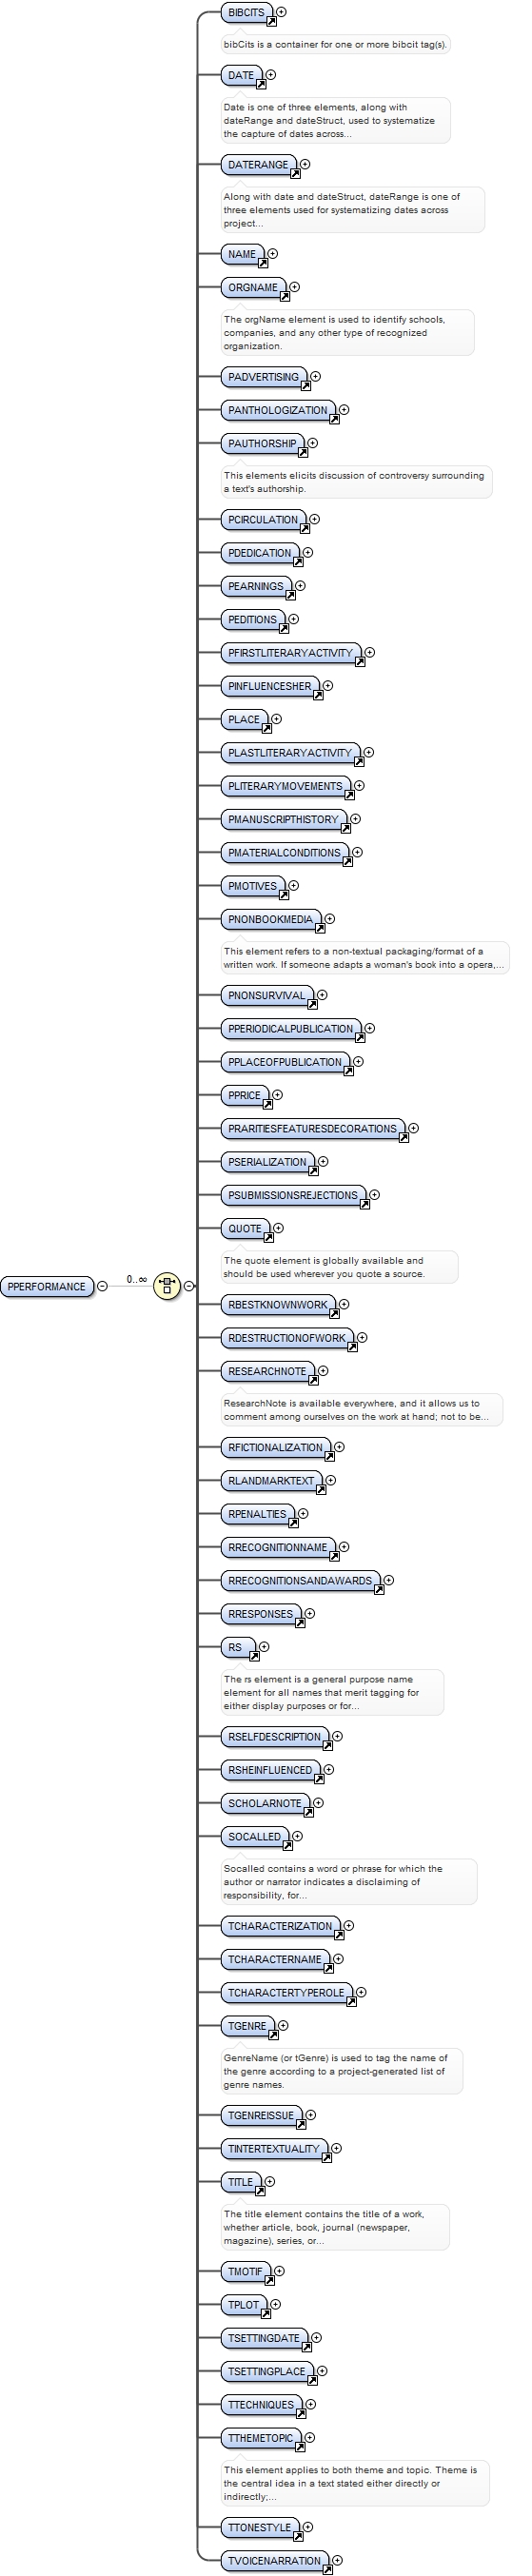 BIBCITS
bibCits is a container for one or more bibcit tag(s).
DATE
Date is one of three elements, along with
dateRange and dateStruct, used to systematize
the capture of dates across...
DATERANGE
Along with date and dateStruct, dateRange is one of
three elements used for systematizing dates across
project...
NAME
ORGNAME
The orgName element is used to identify schools,
companies, and any other type of recognized
organization.
PADVERTISING
PANTHOLOGIZATION
PAUTHORSHIP
This elements elicits discussion of controversy surrounding
a text's authorship.
PCIRCULATION
PDEDICATION
PEARNINGS
PEDITIONS
PFIRSTLITERARYACTIVITY
PINFLUENCESHER
PLACE
PLASTLITERARYACTIVITY
PLITERARYMOVEMENTS
PMANUSCRIPTHISTORY
PMATERIALCONDITIONS
PMOTIVES
PNONBOOKMEDIA
This element refers to a non-textual packaging/format of a
written work. If someone adapts a woman's book into a opera,...
PNONSURVIVAL
PPERIODICALPUBLICATION
PPLACEOFPUBLICATION
PPRICE
PRARITIESFEATURESDECORATIONS
PSERIALIZATION
PSUBMISSIONSREJECTIONS
QUOTE
The quote element is globally available and
should be used wherever you quote a source.
PPERFORMANCE
0..∞
RBESTKNOWNWORK
RDESTRUCTIONOFWORK
RESEARCHNOTE
ResearchNote is available everywhere, and it allows us to
comment among ourselves on the work at hand; not to be...
RFICTIONALIZATION
RLANDMARKTEXT
RPENALTIES
RRECOGNITIONNAME
RRECOGNITIONSANDAWARDS
RRESPONSES
RS
The rs element is a general purpose name
element for all names that merit tagging for
either display purposes or for...
RSELFDESCRIPTION
RSHEINFLUENCED
SCHOLARNOTE
SOCALLED
Socalled contains a word or phrase for which the
author or narrator indicates a disclaiming of
responsibility, for...
TCHARACTERIZATION
TCHARACTERNAME
TCHARACTERTYPEROLE
TGENRE
GenreName (or tGenre) is used to tag the name of
the genre according to a project-generated list of
genre names.
TGENREISSUE
TINTERTEXTUALITY
TITLE
The title element contains the title of a work,
whether article, book, journal (newspaper,
magazine), series, or...
TMOTIF
TPLOT
TSETTINGDATE
TSETTINGPLACE
TTECHNIQUES
TTHEMETOPIC
This element applies to both theme and topic. Theme is
the central idea in a text stated either directly or
indirectly;...
TTONESTYLE
TVOICENARRATION